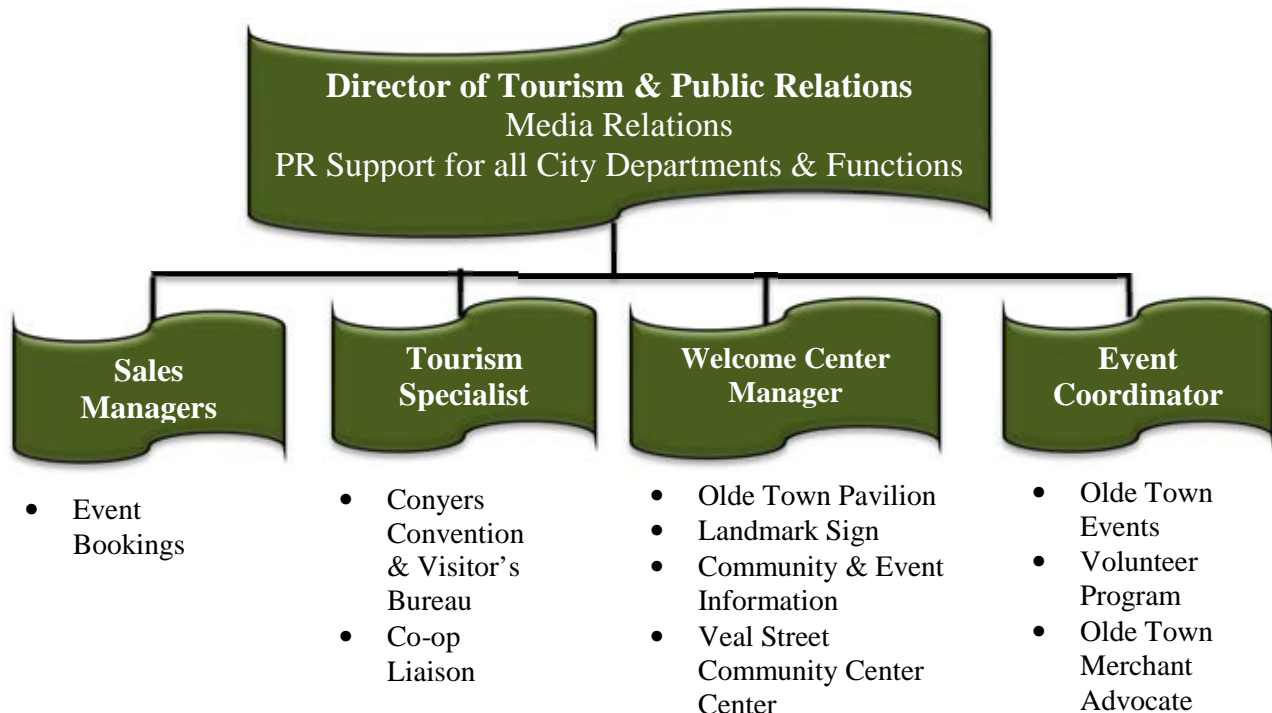 Director of Tourism & Public Relations
Media Relations
PR Support for all City Departments & Functions
Sales
Managers
Tourism
Specialist
Welcome Center
Manager
Event
Coordinator
• Event
Bookings
• Conyers
Convention
& Visitor’s
Bureau
• Co-op
Liaison
• Olde Town Pavilion
• Landmark Sign
• Community & Event
Information
• Veal Street
Community Center
Center
• Olde Town
Events
• Volunteer
Program
• Olde Town
Merchant
Advocate